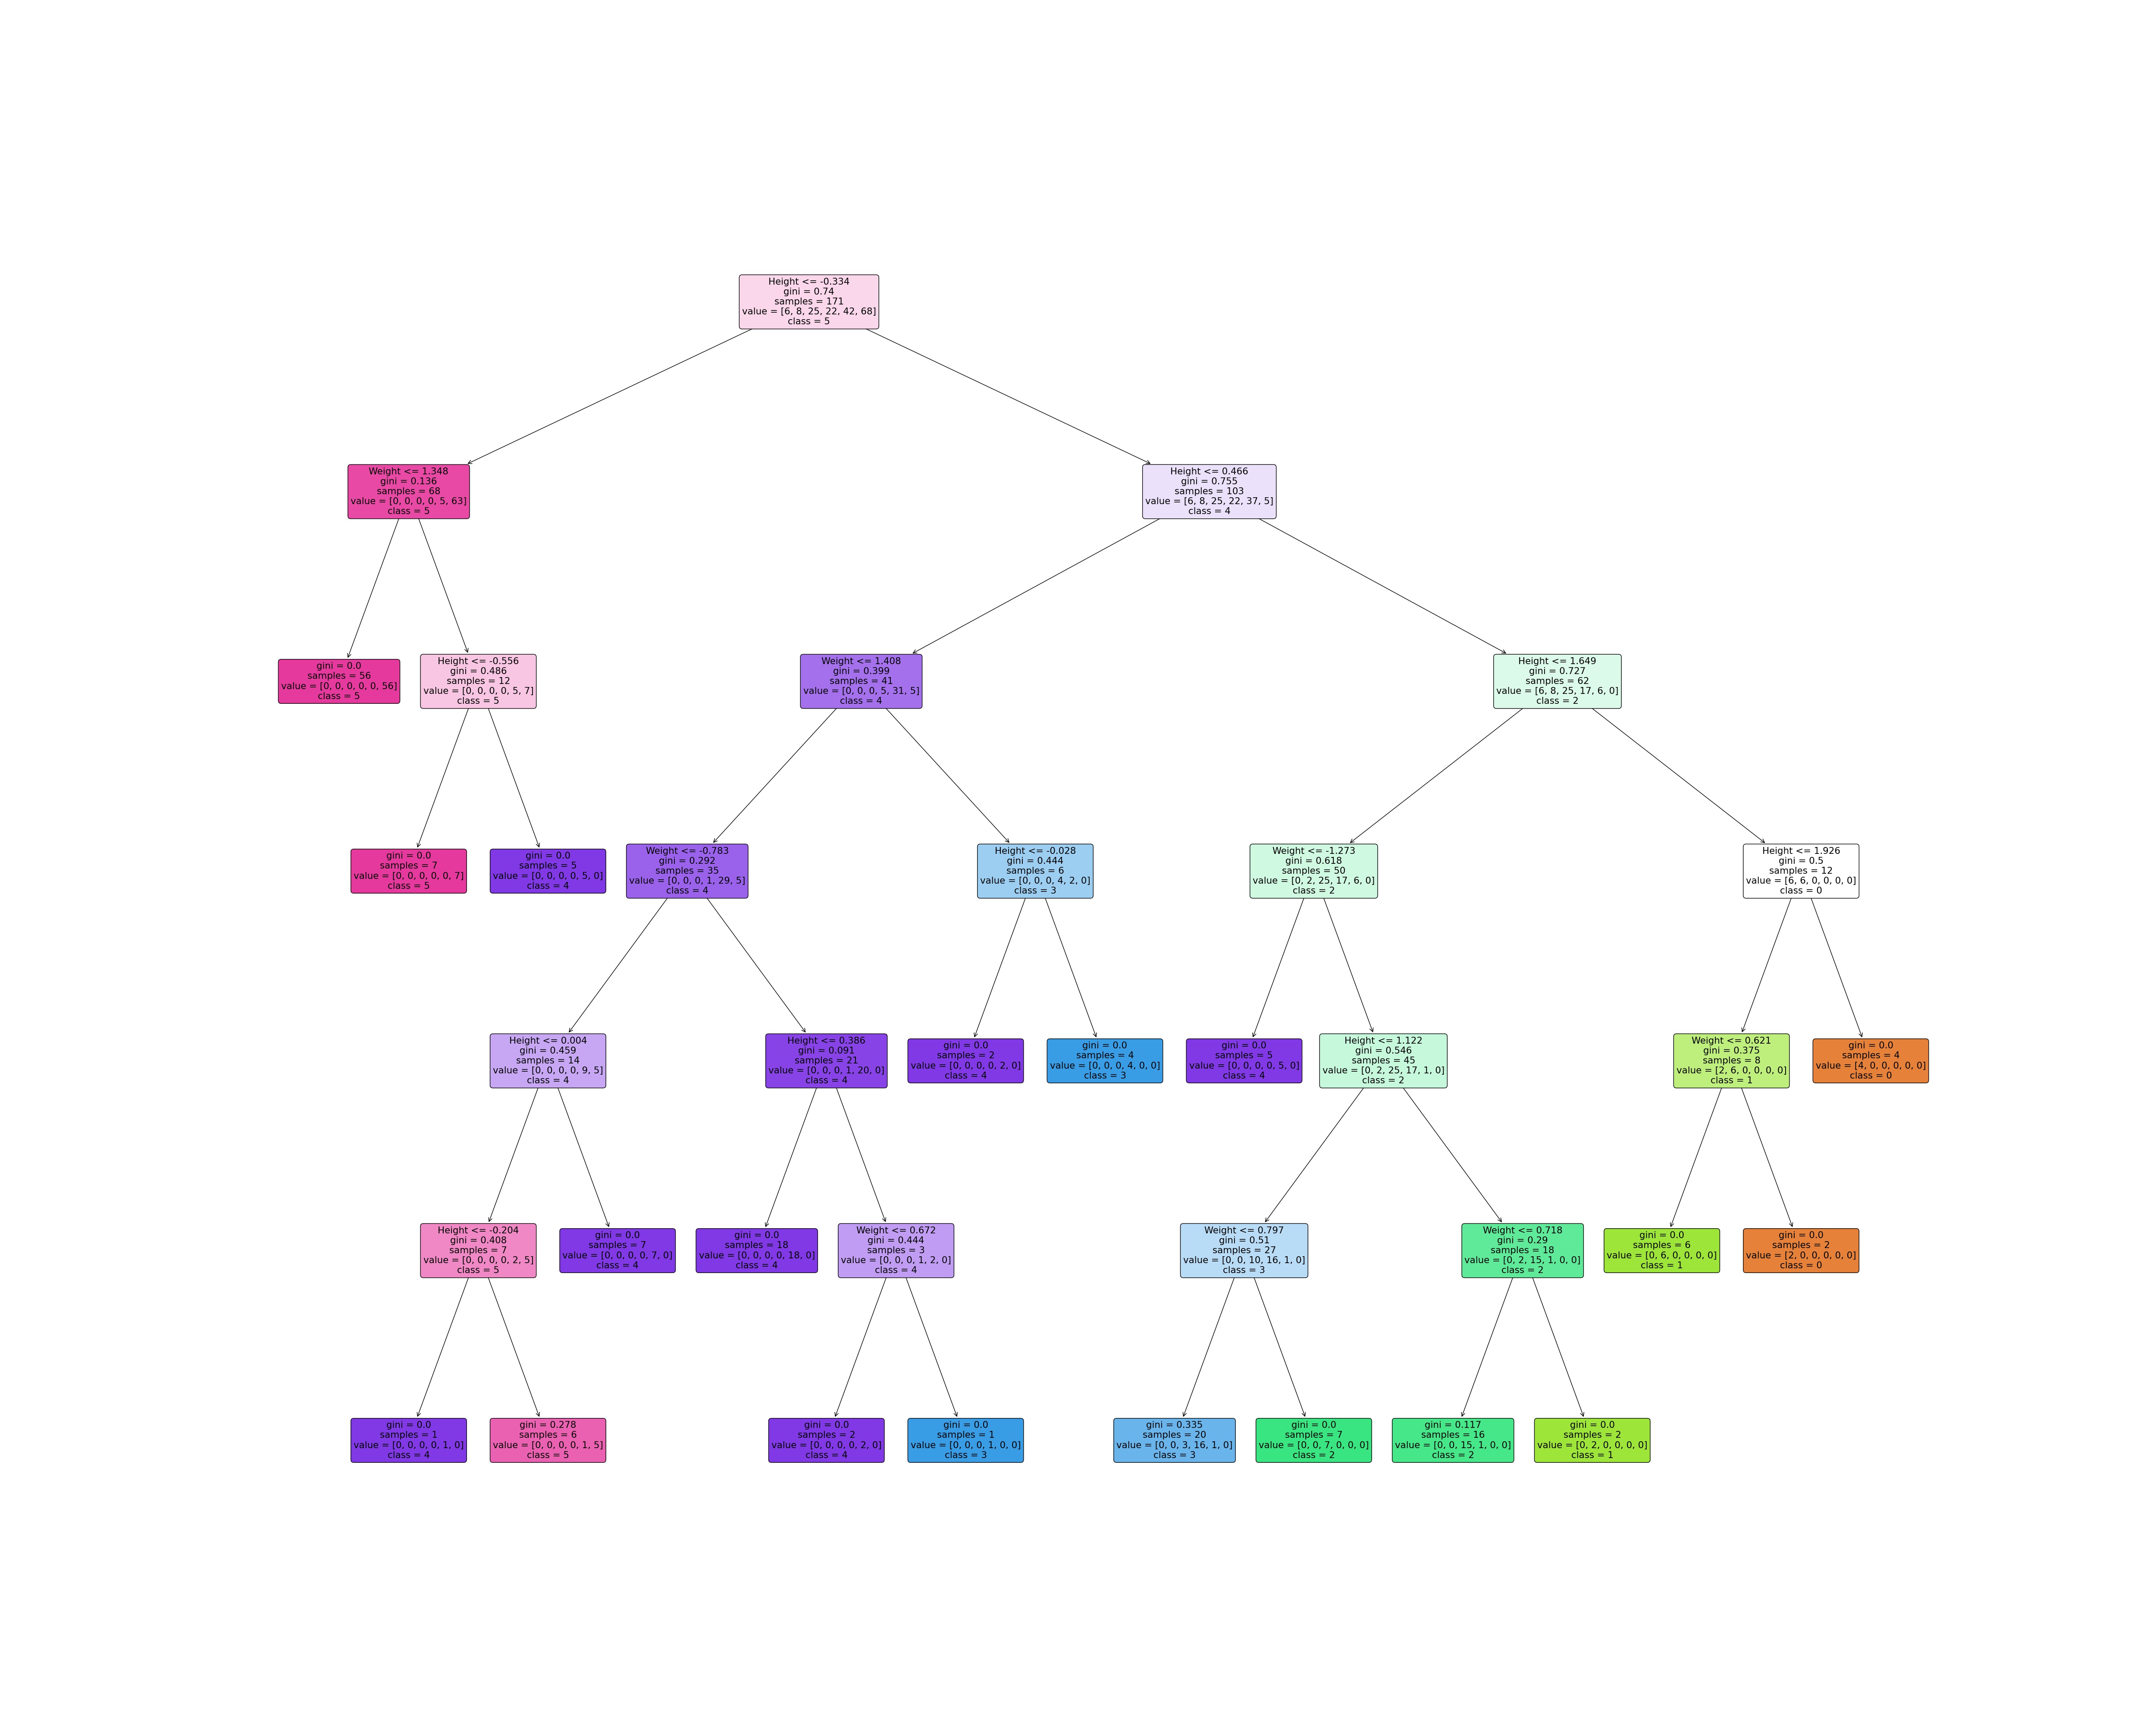 Height <= -0.334
gini = 0.74
samples = 171
value = [6, 8, 25, 22, 42, 68]
class = 5
Weight <= 1.348
gini = 0.136
samples = 68
value = [0, 0, 0, 0, 5, 63]
class = 5
Height <= 0.466
gini = 0.755
samples = 103
value = [6, 8, 25, 22, 37, 5]
class = 4
gini = 0.0
samples = 56
value = [0, 0, 0, 0, 0, 56]
class = 5
Height <= -0.556
gini = 0.486
samples = 12
value = [0, 0, 0, 0, 5, 7]
class = 5
Weight <= 1.408
gini = 0.399
samples = 41
value = [0, 0, 0, 5, 31, 5]
class = 4
Height <= 1.649
gini = 0.727
samples = 62
value = [6, 8, 25, 17, 6, 0]
class = 2
gini = 0.0
samples = 7
value = [0, 0, 0, 0, 0, 7]
class = 5
gini = 0.0
samples = 5
value = [0, 0, 0, 0, 5, 0]
class = 4
Weight <= -0.783
gini = 0.292
samples = 35
value = [0, 0, 0, 1, 29, 5]
class = 4
Height <= -0.028
gini = 0.444
samples = 6
value = [0, 0, 0, 4, 2, 0]
class = 3
Weight <= -1.273
gini = 0.618
samples = 50
value = [0, 2, 25, 17, 6, 0]
class = 2
Height <= 1.926
gini = 0.5
samples = 12
value = [6, 6, 0, 0, 0, 0]
class = 0
Height <= 0.004
gini = 0.459
samples = 14
value = [0, 0, 0, 0, 9, 5]
class = 4
Height <= 0.386
gini = 0.091
samples = 21
value = [0, 0, 0, 1, 20, 0]
class = 4
gini = 0.0
samples = 2
value = [0, 0, 0, 0, 2, 0]
class = 4
gini = 0.0
samples = 4
value = [0, 0, 0, 4, 0, 0]
class = 3
gini = 0.0
samples = 5
value = [0, 0, 0, 0, 5, 0]
class = 4
Height <= 1.122
gini = 0.546
samples = 45
value = [0, 2, 25, 17, 1, 0]
class = 2
Weight <= 0.621
gini = 0.375
samples = 8
value = [2, 6, 0, 0, 0, 0]
class = 1
gini = 0.0
samples = 4
value = [4, 0, 0, 0, 0, 0]
class = 0
Height <= -0.204
gini = 0.408
samples = 7
value = [0, 0, 0, 0, 2, 5]
class = 5
gini = 0.0
samples = 7
value = [0, 0, 0, 0, 7, 0]
class = 4
gini = 0.0
samples = 18
value = [0, 0, 0, 0, 18, 0]
class = 4
Weight <= 0.672
gini = 0.444
samples = 3
value = [0, 0, 0, 1, 2, 0]
class = 4
Weight <= 0.797
gini = 0.51
samples = 27
value = [0, 0, 10, 16, 1, 0]
class = 3
Weight <= 0.718
gini = 0.29
samples = 18
value = [0, 2, 15, 1, 0, 0]
class = 2
gini = 0.0
samples = 6
value = [0, 6, 0, 0, 0, 0]
class = 1
gini = 0.0
samples = 2
value = [2, 0, 0, 0, 0, 0]
class = 0
gini = 0.0
samples = 1
value = [0, 0, 0, 0, 1, 0]
class = 4
gini = 0.278
samples = 6
value = [0, 0, 0, 0, 1, 5]
class = 5
gini = 0.0
samples = 2
value = [0, 0, 0, 0, 2, 0]
class = 4
gini = 0.0
samples = 1
value = [0, 0, 0, 1, 0, 0]
class = 3
gini = 0.335
samples = 20
value = [0, 0, 3, 16, 1, 0]
class = 3
gini = 0.0
samples = 7
value = [0, 0, 7, 0, 0, 0]
class = 2
gini = 0.117
samples = 16
value = [0, 0, 15, 1, 0, 0]
class = 2
gini = 0.0
samples = 2
value = [0, 2, 0, 0, 0, 0]
class = 1